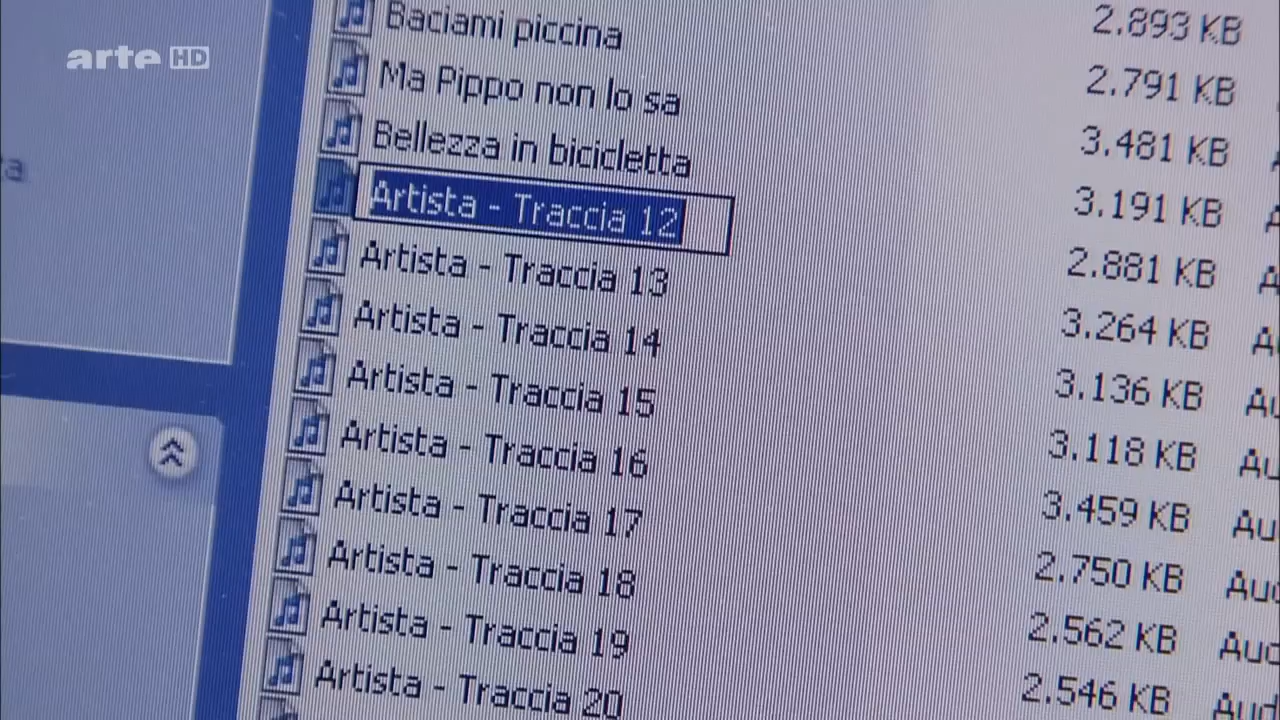 arte HD
Baciami piccina 2.893 KB
Ma Pippo non lo sa 2.791 KB
Bellezza in bicicletta 3.481 KB
Artista - Traccia 12 3.191 KB
Artista - Traccia 13 2.881 KB
Artista - Traccia 14 3.264 KB
Artista - Traccia 15 3.136 KB
Artista - Traccia 16 3.118 KB
Artista - Traccia 17 3.459 KB
Artista - Traccia 18 2.750 KB
Artista - Traccia 19 2.562 KB
Artista - Traccia 20 2.546 KB